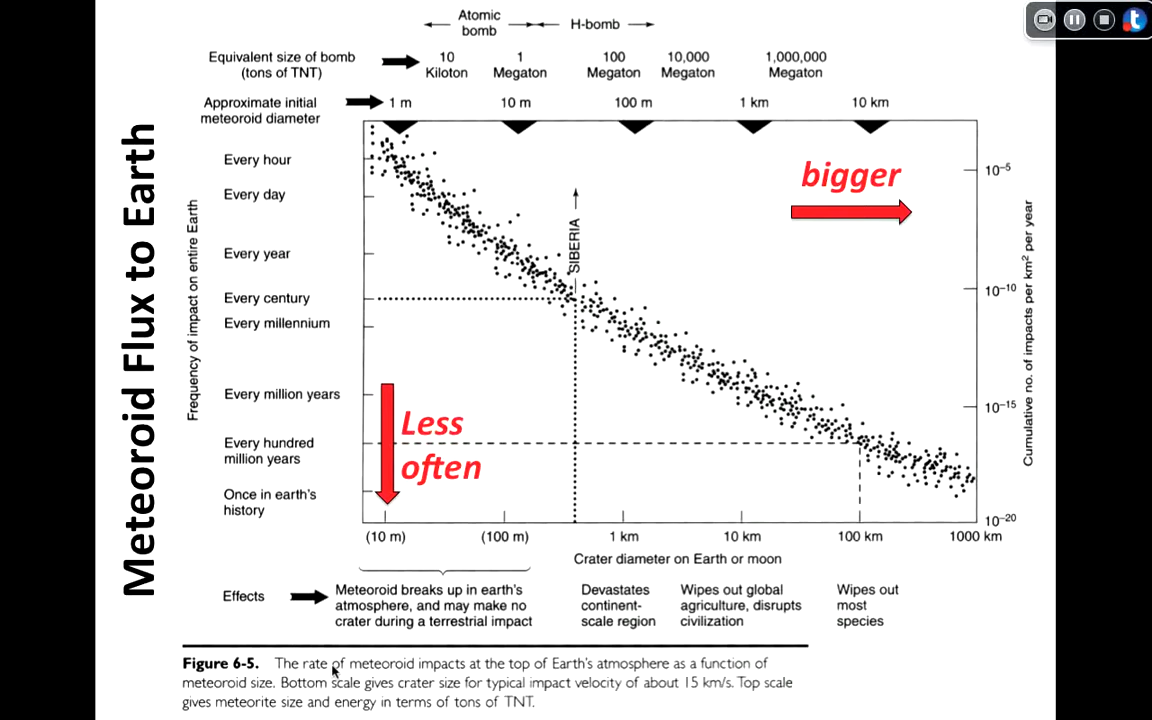 Meteoroid Flux to Earth
Atomic
bomb
H-bomb
Equivalent size of bomb
(tons of TNT)
10
Kiloton
1
Megaton
100
Megaton
10,000
Megaton
1,000,000
Megaton
Approximate initial
meteoroid diameter
1 m
10 m
100 m
1 km
10 km
Frequency of impact on entire Earth
Every hour
Every day
Every year
Every century
Every millennium
Every million years
Every hundred
million years
Once in earth's
history
SIBERIA
bigger
Less
often
10⁻⁵
10⁻¹⁰
10⁻¹⁵
10⁻²⁰
Cumulative no. of impacts per km² per year
(10 m)
(100 m)
1 km
10 km
100 km
1000 km
Crater diameter on Earth or moon
Effects
Meteoroid breaks up in earth's
atmosphere, and may make no
crater during a terrestrial impact
Devastates
continent-
scale region
Wipes out global
agriculture, disrupts
civilization
Wipes out
most
species
Figure 6-5. The rate of meteoroid impacts at the top of Earth's atmosphere as a function of
meteoroid size. Bottom scale gives crater size for typical impact velocity of about 15 km/s. Top scale
gives meteorite size and energy in terms of tons of TNT.
t